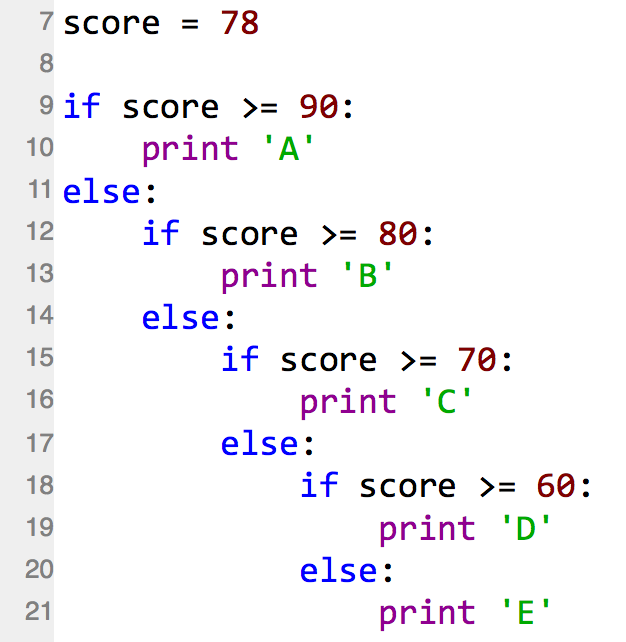 7 score = 78
8
9 if score >= 90:
10     print 'A'
11 else:
12     if score >= 80:
13         print 'B'
14     else:
15         if score >= 70:
16             print 'C'
17         else:
18             if score >= 60:
19                 print 'D'
20             else:
21                 print 'E'